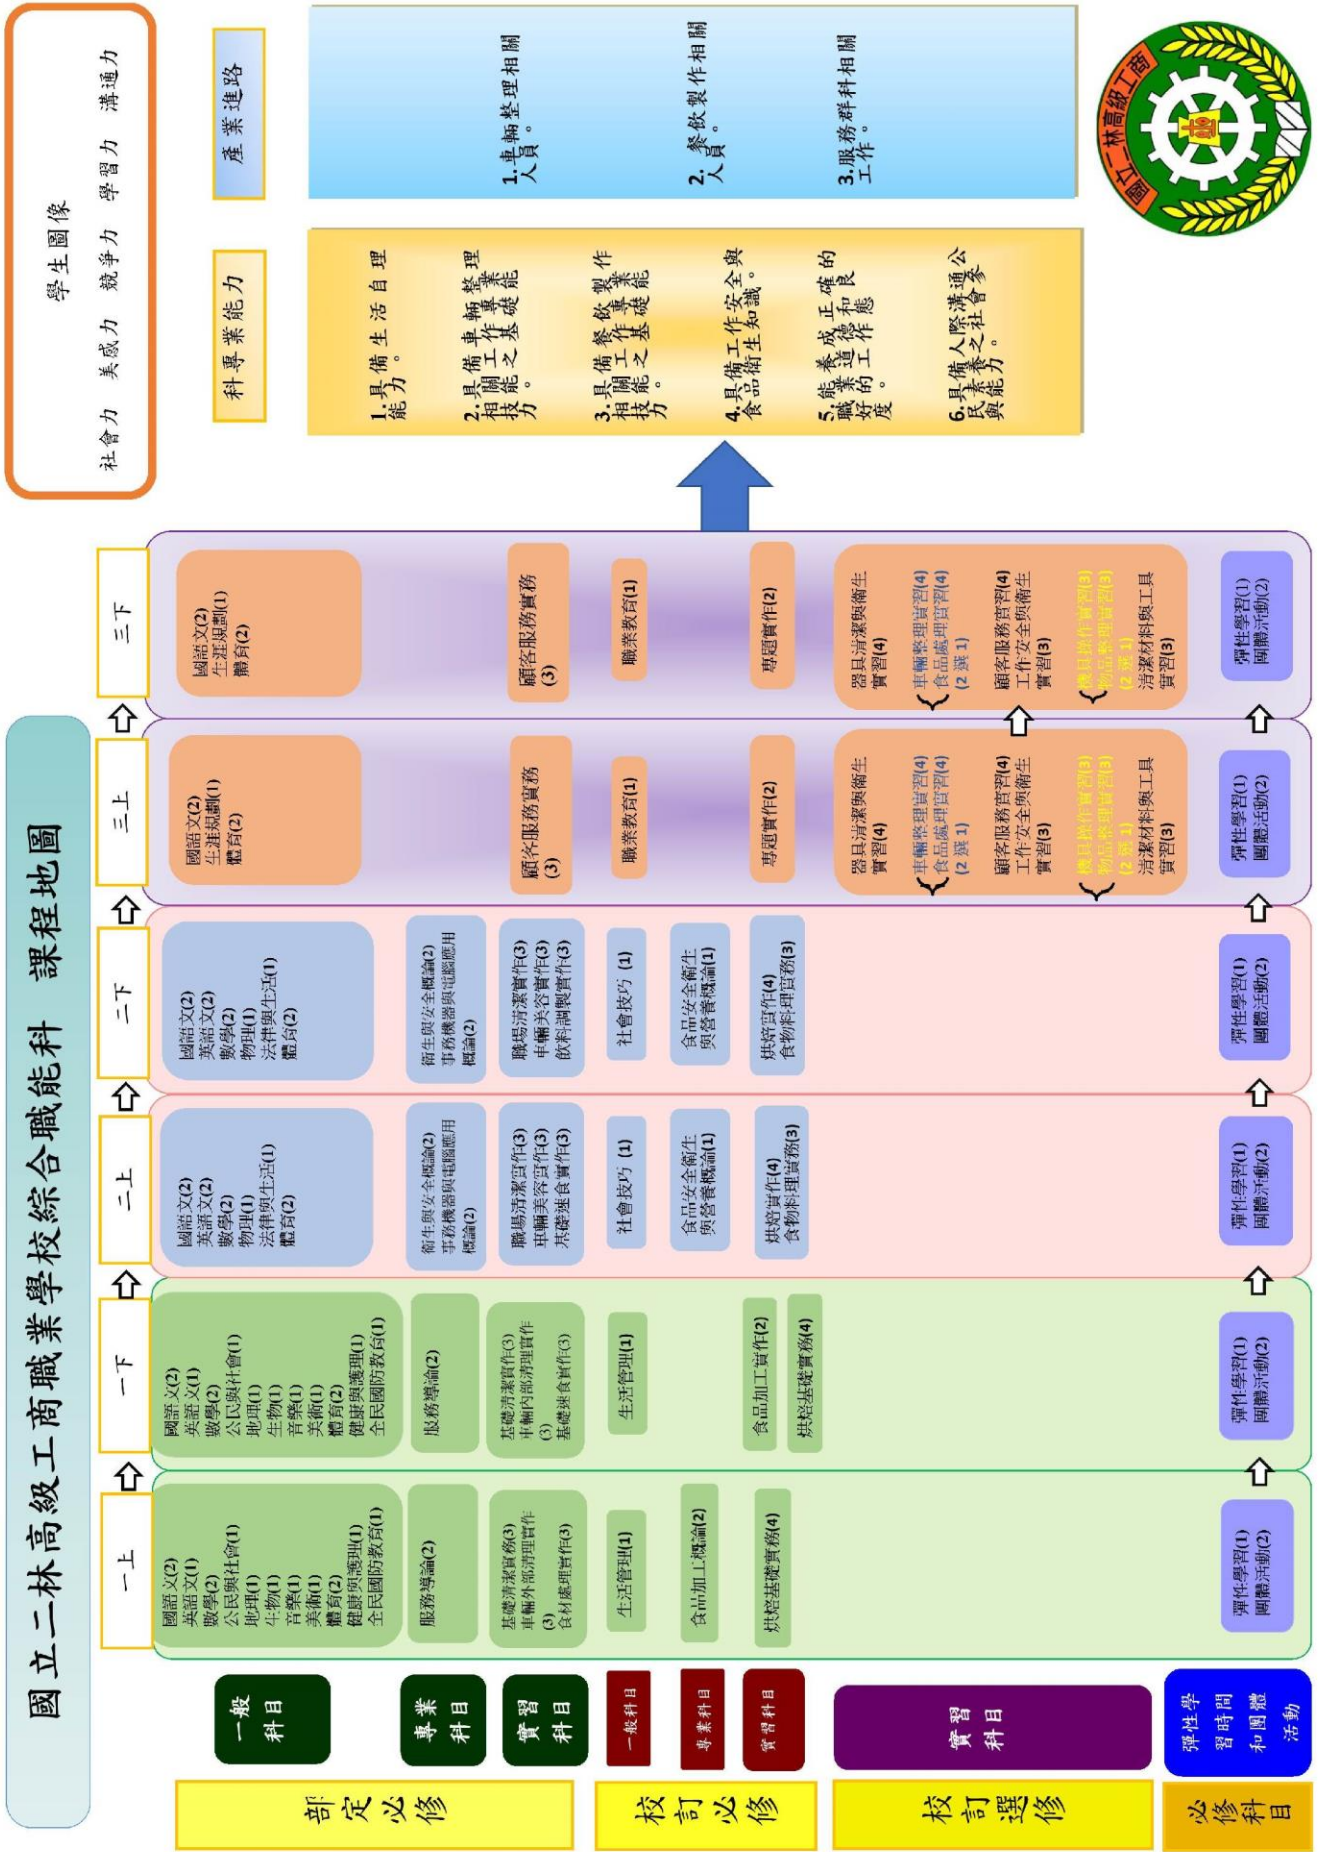 國立二林高級工商職業學校綜合職能科　課程地圖
學生圖像
社會力　美感力　競爭力　學習力　溝通力
一上
一下
二上
二下
三上
三下
科專業能力
產業進路
部定必修
一般
科目
國語文(2)
英語文(1)
數學(2)
公民與社會(1)
地理(1)
生物(1)
音樂(1)
美術(1)
體育(2)
健康與護理(1)
全民國防教育(1)
國語文(2)
英語文(1)
數學(2)
公民與社會(1)
地理(1)
生物(1)
音樂(1)
美術(1)
體育(2)
健康與護理(1)
全民國防教育(1)
國語文(2)
英語文(2)
數學(2)
物理(1)
法律與生活(1)
體育(2)
國語文(2)
英語文(2)
數學(2)
物理(1)
法律與生活(1)
體育(2)
國語文(2)
生涯規劃(1)
體育(2)
國語文(2)
生涯規劃(1)
體育(2)
專業
科目
服務導論(2)
服務導論(2)
衛生與安全概論(2)
事務機器與電腦應用
概論(2)
衛生與安全概論(2)
事務機器與電腦應用
概論(2)
實習
科目
基礎清潔實務(3)
車輛外部清理實作
(3)
食材處理實作(3)
基礎清潔實作(3)
車輛內部清理實作
(3)
基礎速食實作(3)
職場清潔實作(3)
車輛美容實作(3)
基礎速食實作(3)
職場清潔實作(3)
車輛美容實作(3)
飲料調製實作(3)
顧客服務實務
(3)
顧客服務實務
(3)
校訂必修
一般科目
生活管理(1)
生活管理(1)
社會技巧 (1)
社會技巧 (1)
職業教育(1)
職業教育(1)
專業科目
食品加工概論(2)
食品安全衛生
與營養概論(1)
食品安全衛生
與營養概論(1)
實習科目
烘焙基礎實務(4)
食品加工實作(2)
烘焙基礎實務(4)
烘焙實作(4)
食物料理實務(3)
烘焙實作(4)
食物料理實務(3)
專題實作(2)
專題實作(2)
校訂選修
實習
科目
器具清潔與衛生
實習(4)
車輛整理實習(4)
食品處理實習(4)
(2 選 1)
顧客服務實習(4)
工作安全與衛生
實習(3)
機具操作實習(3)
物品整理實習(3)
(2 選 1)
清潔材料與工具
實習(3)
器具清潔與衛生
實習(4)
車輛整理實習(4)
食品處理實習(4)
(2 選 1)
顧客服務實習(4)
工作安全與衛生
實習(3)
機具操作實習(3)
物品整理實習(3)
(2 選 1)
清潔材料與工具
實習(3)
必修科目
彈性學
習時間
和團體
活動
彈性學習(1)
團體活動(2)
彈性學習(1)
團體活動(2)
彈性學習(1)
團體活動(2)
彈性學習(1)
團體活動(2)
彈性學習(1)
團體活動(2)
彈性學習(1)
團體活動(2)
1.具備生活自理
能力。
2.具備車輛整理
相關工作專業
技能之基礎能
力。
3.具備餐飲製作
相關工作專業
技能之基礎能
力。
4.具備工作安全與
食品衛生知識。
5.能養成正確的
職業道德和良
好的工作態
度。
6.具備人際溝通公
民素養之社會參
與能力。
1.車輛整理相關
人員。
2.餐飲製作相關
人員。
3.服務群科相關
工作。
國立二林高級工商